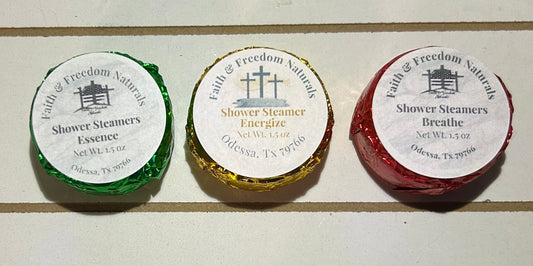 Faith & Freedom Naturals
Shower Steamers
Essence
Net Wt. 1.5 oz
Odessa, Tx 79766
Faith & Freedom Naturals
Shower Steamer
Energize
Net Wt. 1.5 oz
Odessa, Tx 79766
Faith & Freedom Naturals
Shower Steamers
Breathe
Net Wt. 1.5 oz
Odessa, Tx 79766